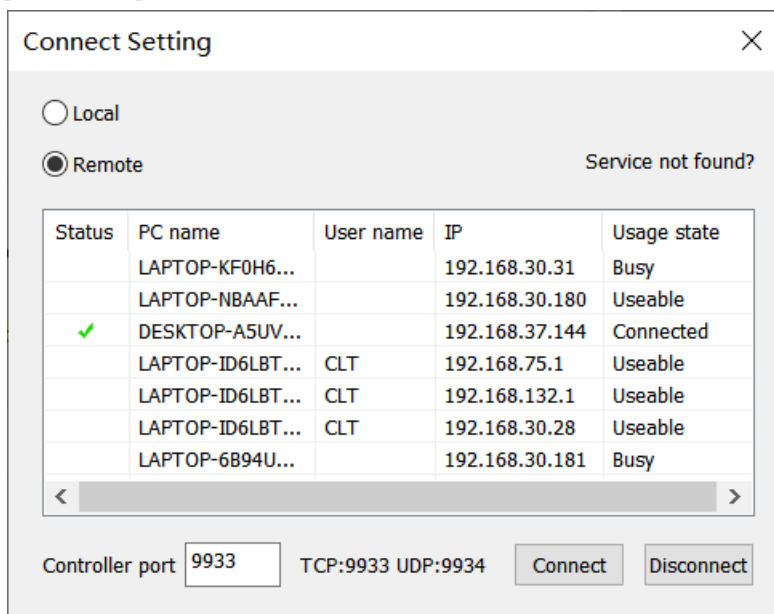 Connect Setting
Local
Remote
Service not found?
Status PC name User name IP Usage state
LAPTOP-KF0H6... 192.168.30.31 Busy
LAPTOP-NBAAF... 192.168.30.180 Useable
DESKTOP-A5UV... 192.168.37.144 Connected
LAPTOP-ID6LBT... CLT 192.168.75.1 Useable
LAPTOP-ID6LBT... CLT 192.168.132.1 Useable
LAPTOP-ID6LBT... CLT 192.168.30.28 Useable
LAPTOP-6B94U... 192.168.30.181 Busy
Controller port 9933 TCP:9933 UDP:9934 Connect Disconnect